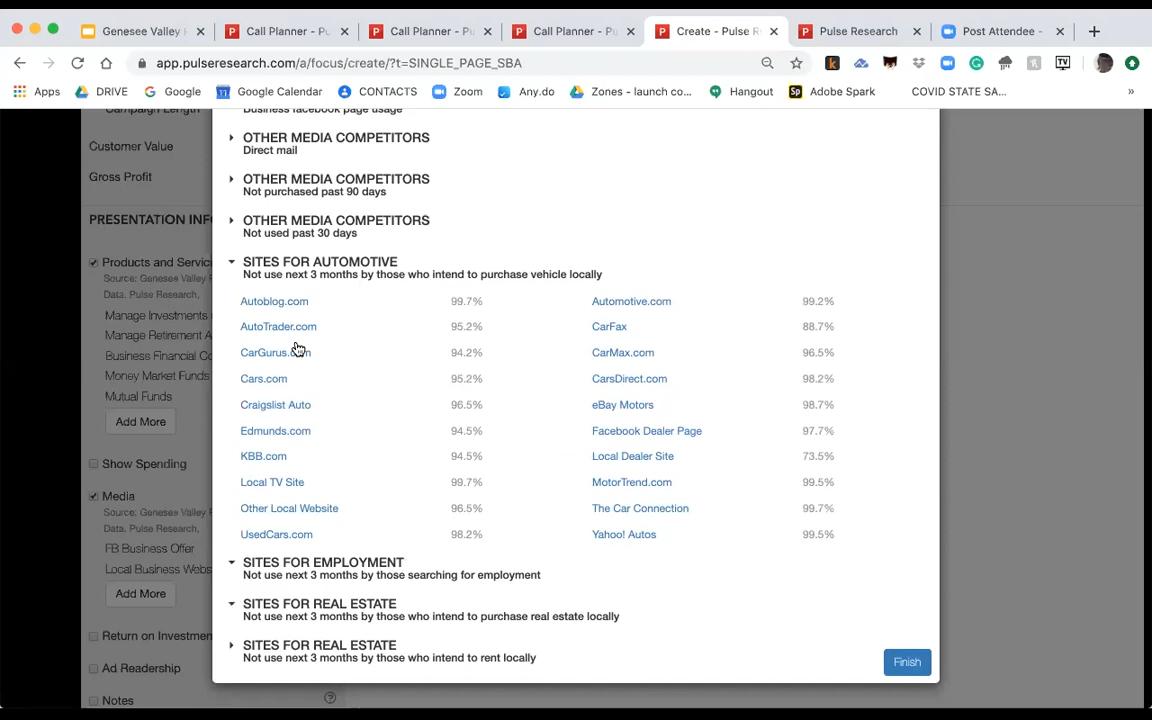 Genesee Valley
Call Planner - Pu
Call Planner - Pu
Call Planner - Pu
Create - Pulse R
Pulse Research
Post Attendee -
app.pulseresearch.com/a/focus/create/?t=SINGLE_PAGE_SBA
Apps
DRIVE
Google
Google Calendar
CONTACTS
Zoom
Any.do
Zones - launch co...
Hangout
Adobe Spark
COVID STATE SA...
»
Campaign Length
Customer Value
Gross Profit
PRESENTATION INF
Products and Servic
Source: Genesee Valley
Data. Pulse Research,
Manage Investments
Manage Retirement A
Business Financial Co
Money Market Funds
Mutual Funds
Add More
Show Spending
Media
Source: Genesee Valley
Data. Pulse Research,
FB Business Offer
Local Business Webs
Add More
Return on Investmen
Ad Readership
Notes
Business facebook page usage
OTHER MEDIA COMPETITORS
Direct mail
OTHER MEDIA COMPETITORS
Not purchased past 90 days
OTHER MEDIA COMPETITORS
Not used past 30 days
SITES FOR AUTOMOTIVE
Not use next 3 months by those who intend to purchase vehicle locally
Autoblog.com 99.7% Automotive.com 99.2%
AutoTrader.com 95.2% CarFax 88.7%
CarGurus.com 94.2% CarMax.com 96.5%
Cars.com 95.2% CarsDirect.com 98.2%
Craigslist Auto 96.5% eBay Motors 98.7%
Edmunds.com 94.5% Facebook Dealer Page 97.7%
KBB.com 94.5% Local Dealer Site 73.5%
Local TV Site 99.7% MotorTrend.com 99.5%
Other Local Website 96.5% The Car Connection 99.7%
UsedCars.com 98.2% Yahoo! Autos 99.5%
SITES FOR EMPLOYMENT
Not use next 3 months by those searching for employment
SITES FOR REAL ESTATE
Not use next 3 months by those who intend to purchase real estate locally
SITES FOR REAL ESTATE
Not use next 3 months by those who intend to rent locally
Finish